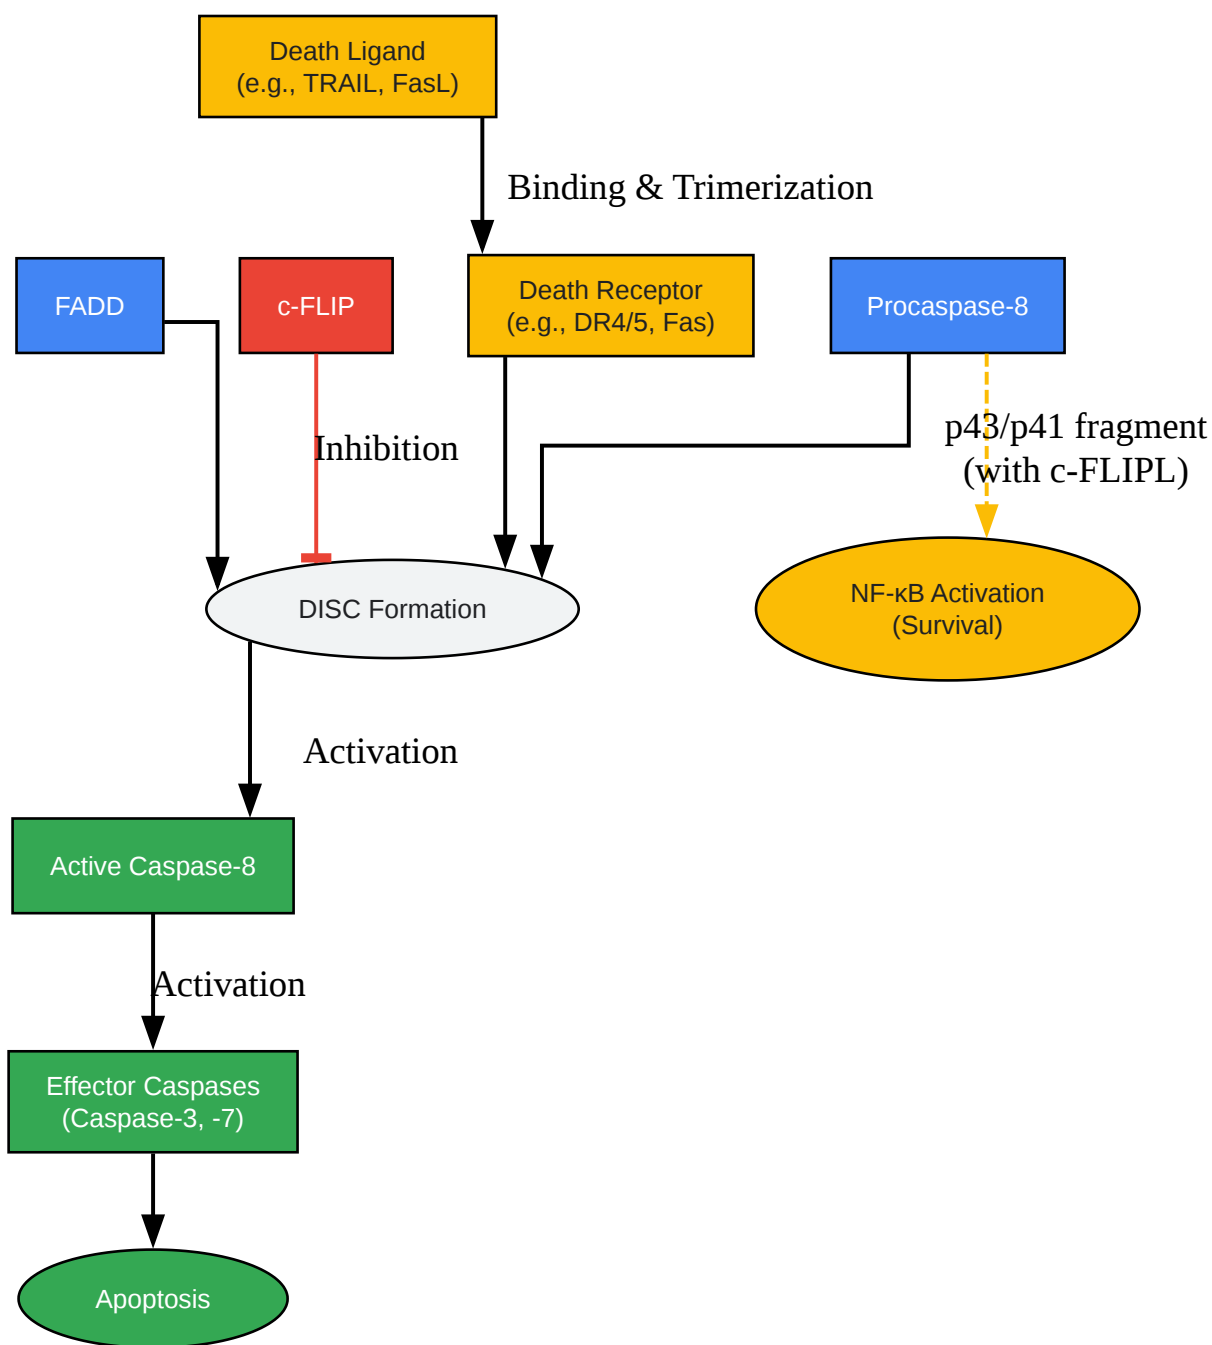 Death Ligand
(e.g., TRAIL, FasL)
Binding & Trimerization
FADD
c-FLIP
Death Receptor
(e.g., DR4/5, Fas)
Procaspase-8
Inhibition
p43/p41 fragment
(with c-FLIPL)
DISC Formation
NF-κB Activation
(Survival)
Activation
Active Caspase-8
Activation
Effector Caspases
(Caspase-3, -7)
Apoptosis